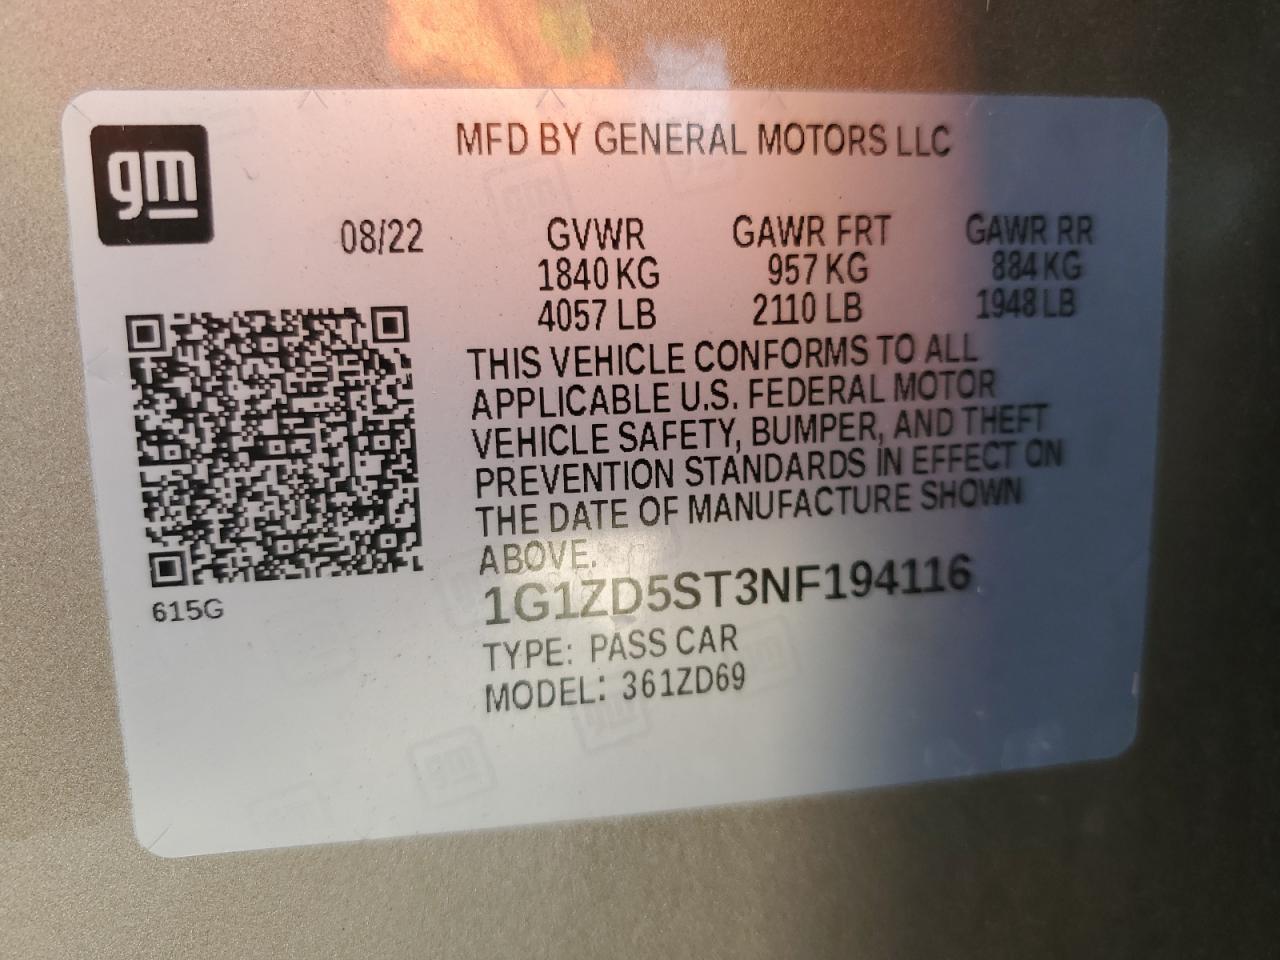 gm
MFD BY GENERAL MOTORS LLC
08/22
GVWR GAWR FRT GAWR RR
1840 KG 957 KG 884 KG
4057 LB 2110 LB 1948 LB
THIS VEHICLE CONFORMS TO ALL
APPLICABLE U.S. FEDERAL MOTOR
VEHICLE SAFETY, BUMPER, AND THEFT
PREVENTION STANDARDS IN EFFECT ON
THE DATE OF MANUFACTURE SHOWN
ABOVE.
1G1ZD5ST3NF194116
615G
TYPE: PASS CAR
MODEL: 361ZD69